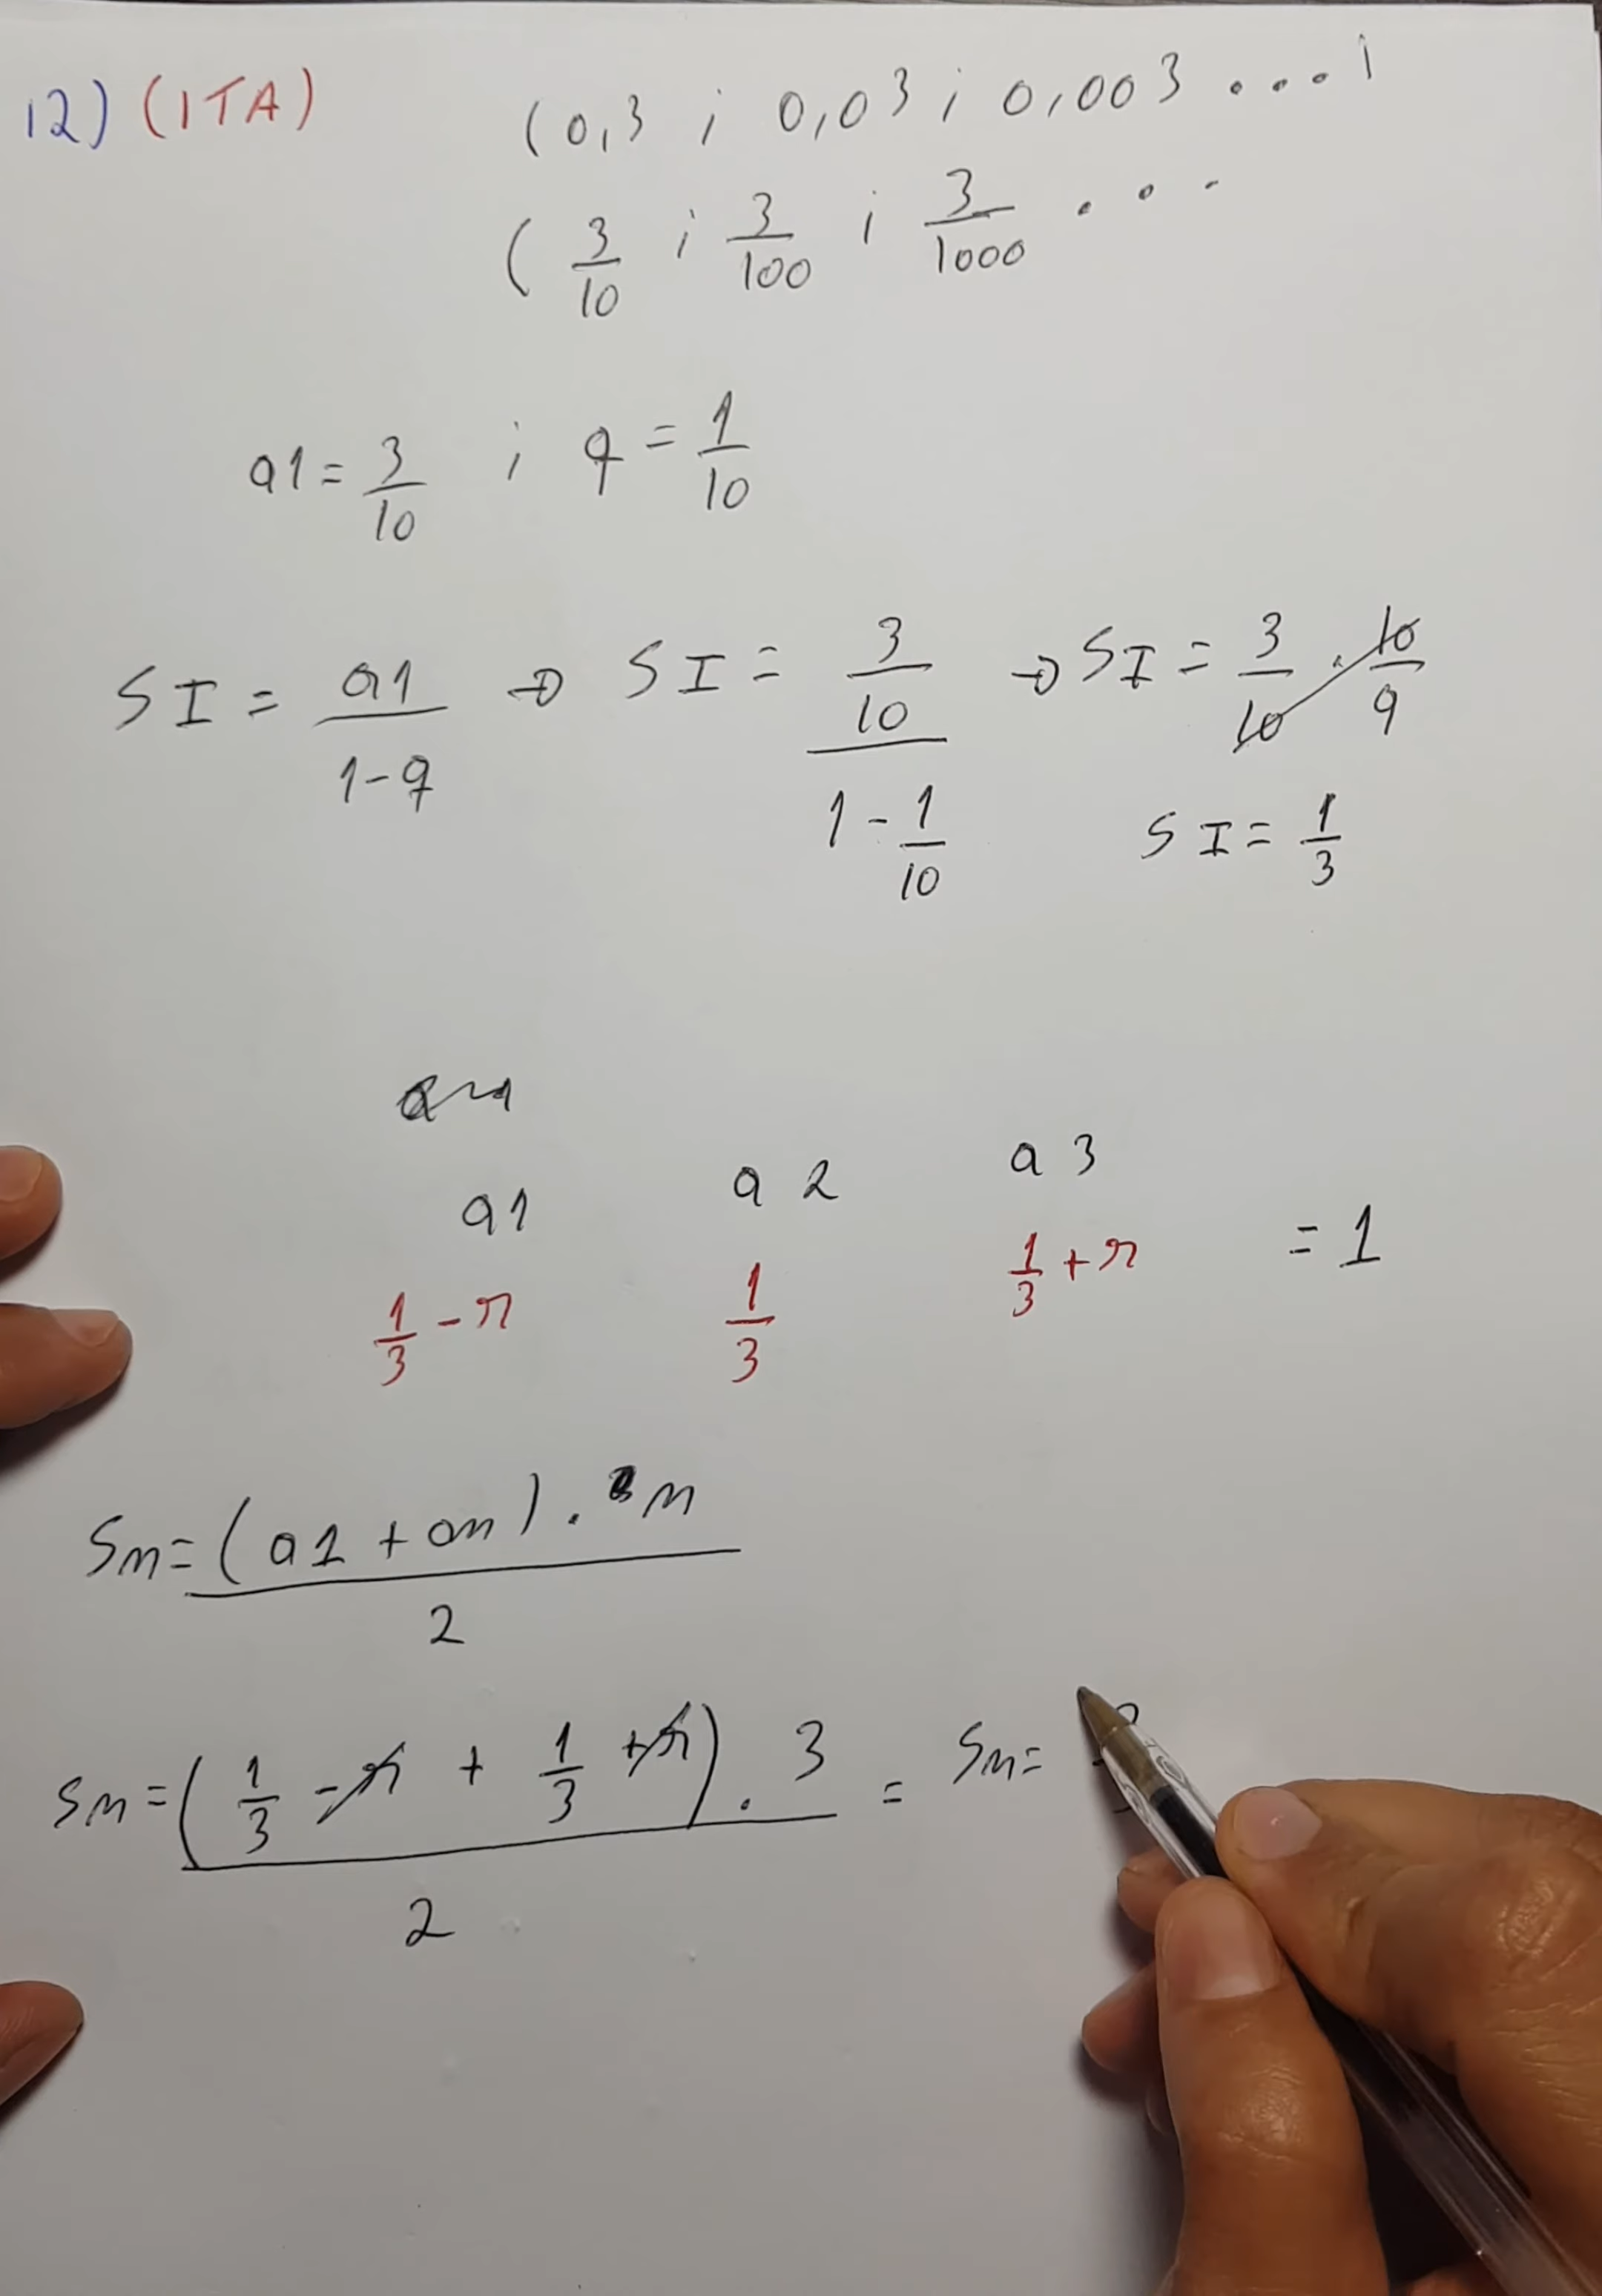 12) (ITA) (0,3 ; 0,03 ; 0,003 ....)
( 3/10 ; 3/100 ; 3/1000 ...
a1 = 3/10 ; q = 1/10
SI = a1/(1-q) → SI = (3/10)/(1 - 1/10) → SI = 3/10 . 10/9
SI = 1/3
a1 a2 a3
1/3 - r 1/3 1/3 + r = 1
Sn = (a1 + an) . n / 2
Sn = (1/3 - r + 1/3 + r) . 3 / 2 = Sn =